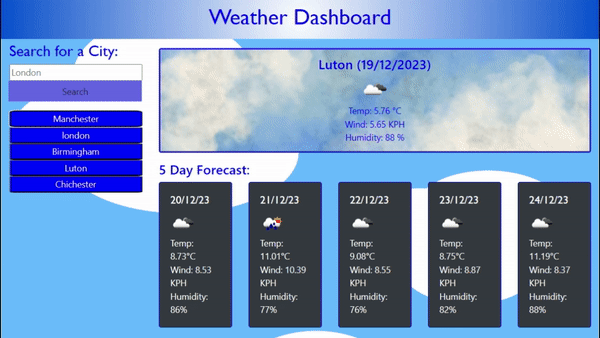 Weather Dashboard
Search for a City:
London
Search
Manchester
london
Birmingham
Luton
Chichester
Luton (19/12/2023)
Temp: 5.76 °C
Wind: 5.65 KPH
Humidity: 88 %
5 Day Forecast:
20/12/23
Temp:
8.73°C
Wind: 8.53
KPH
Humidity:
86%
21/12/23
Temp:
11.01°C
Wind: 10.39
KPH
Humidity:
77%
22/12/23
Temp:
9.08°C
Wind: 8.55
KPH
Humidity:
76%
23/12/23
Temp:
8.75°C
Wind: 8.87
KPH
Humidity:
82%
24/12/23
Temp:
11.19°C
Wind: 8.37
KPH
Humidity:
88%